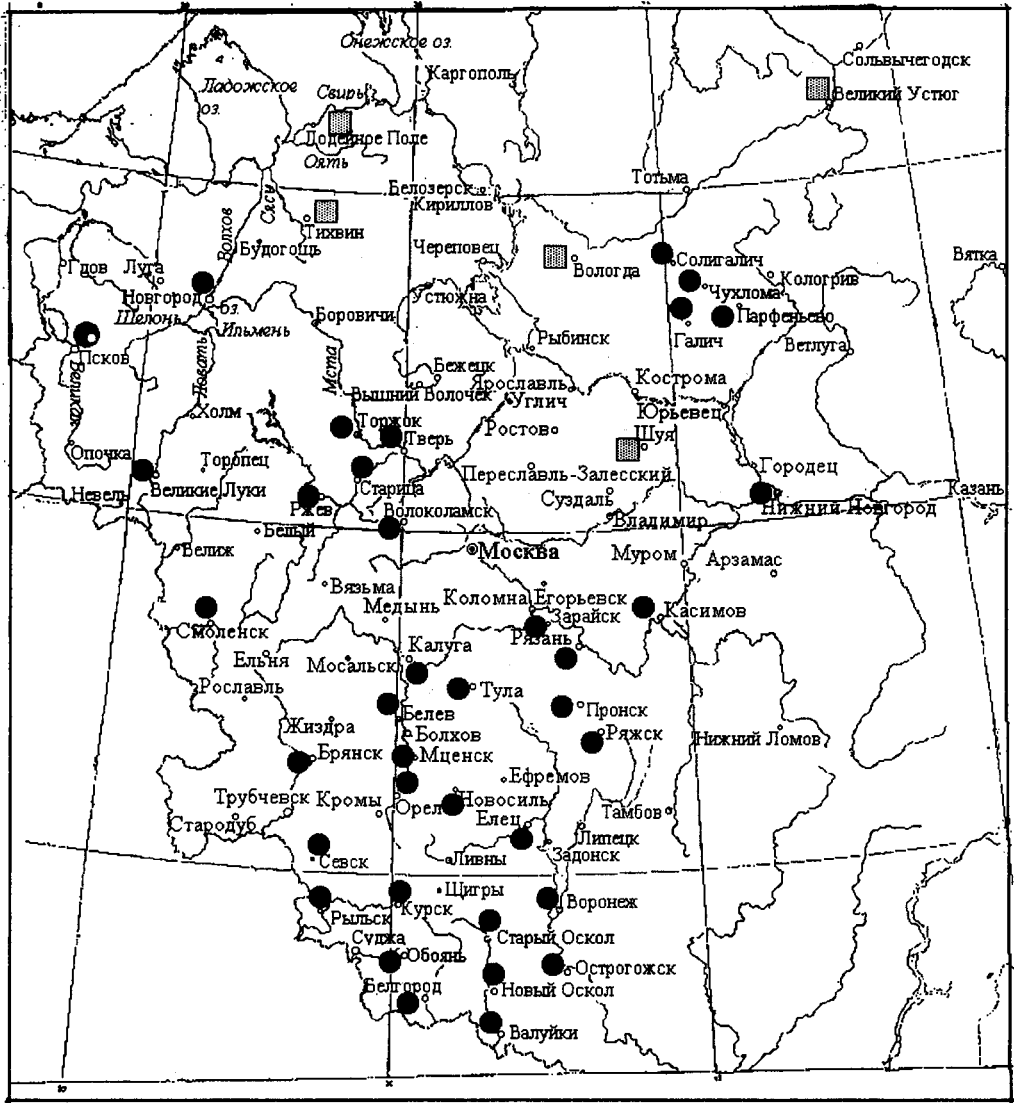 Онежское оз.
Сольвычегодск
Каргополь
Ладожское
оз.
Свирь
Великий Устюг
Лодейное Поле
Оять
Тотьма
Белозерск
Кириллов
Сясь
Волхов
Тихвин
Будогощь
Череповец
Вологда
Солигалич
Вятка
Гдов
Луга
Чухлома
Кологрив
Новгород
оз.
Ильмень
Устюжна
Шелонь
Боровичи
Парфеньево
Галич
Ветлуга
Псков
Рыбинск
Великая
Ловать
Мста
Бежецк
Ярославль
Кострома
Вышний Волочек
Углич
Юрьевец
Холм
Торжок
Тверь
Ростов
Шуя
Опочка
Торопец
Переславль-Залесский
Городец
Невель
Великие Луки
Старица
Суздаль
Казань
Ржев
Волоколамск
Владимир
Нижний Новгород
Белый
Велиж
Москва
Муром
Арзамас
Вязьма
Медынь
Коломна
Егорьевск
Зарайск
Касимов
Смоленск
Рязань
Ельня
Мосальск
Калуга
Рославль
Тула
Пронск
Белев
Жиздра
Болхов
Ряжск
Нижний Ломов
Брянск
Мценск
Ефремов
Трубчевск
Кромы
Орел
Новосиль
Тамбов
Стародуб
Елец
Липецк
Севск
Ливны
Задонск
Щигры
Рыльск
Курск
Воронеж
Суджа
Старый Оскол
Обоянь
Острогожск
Белгород
Новый Оскол
Валуйки